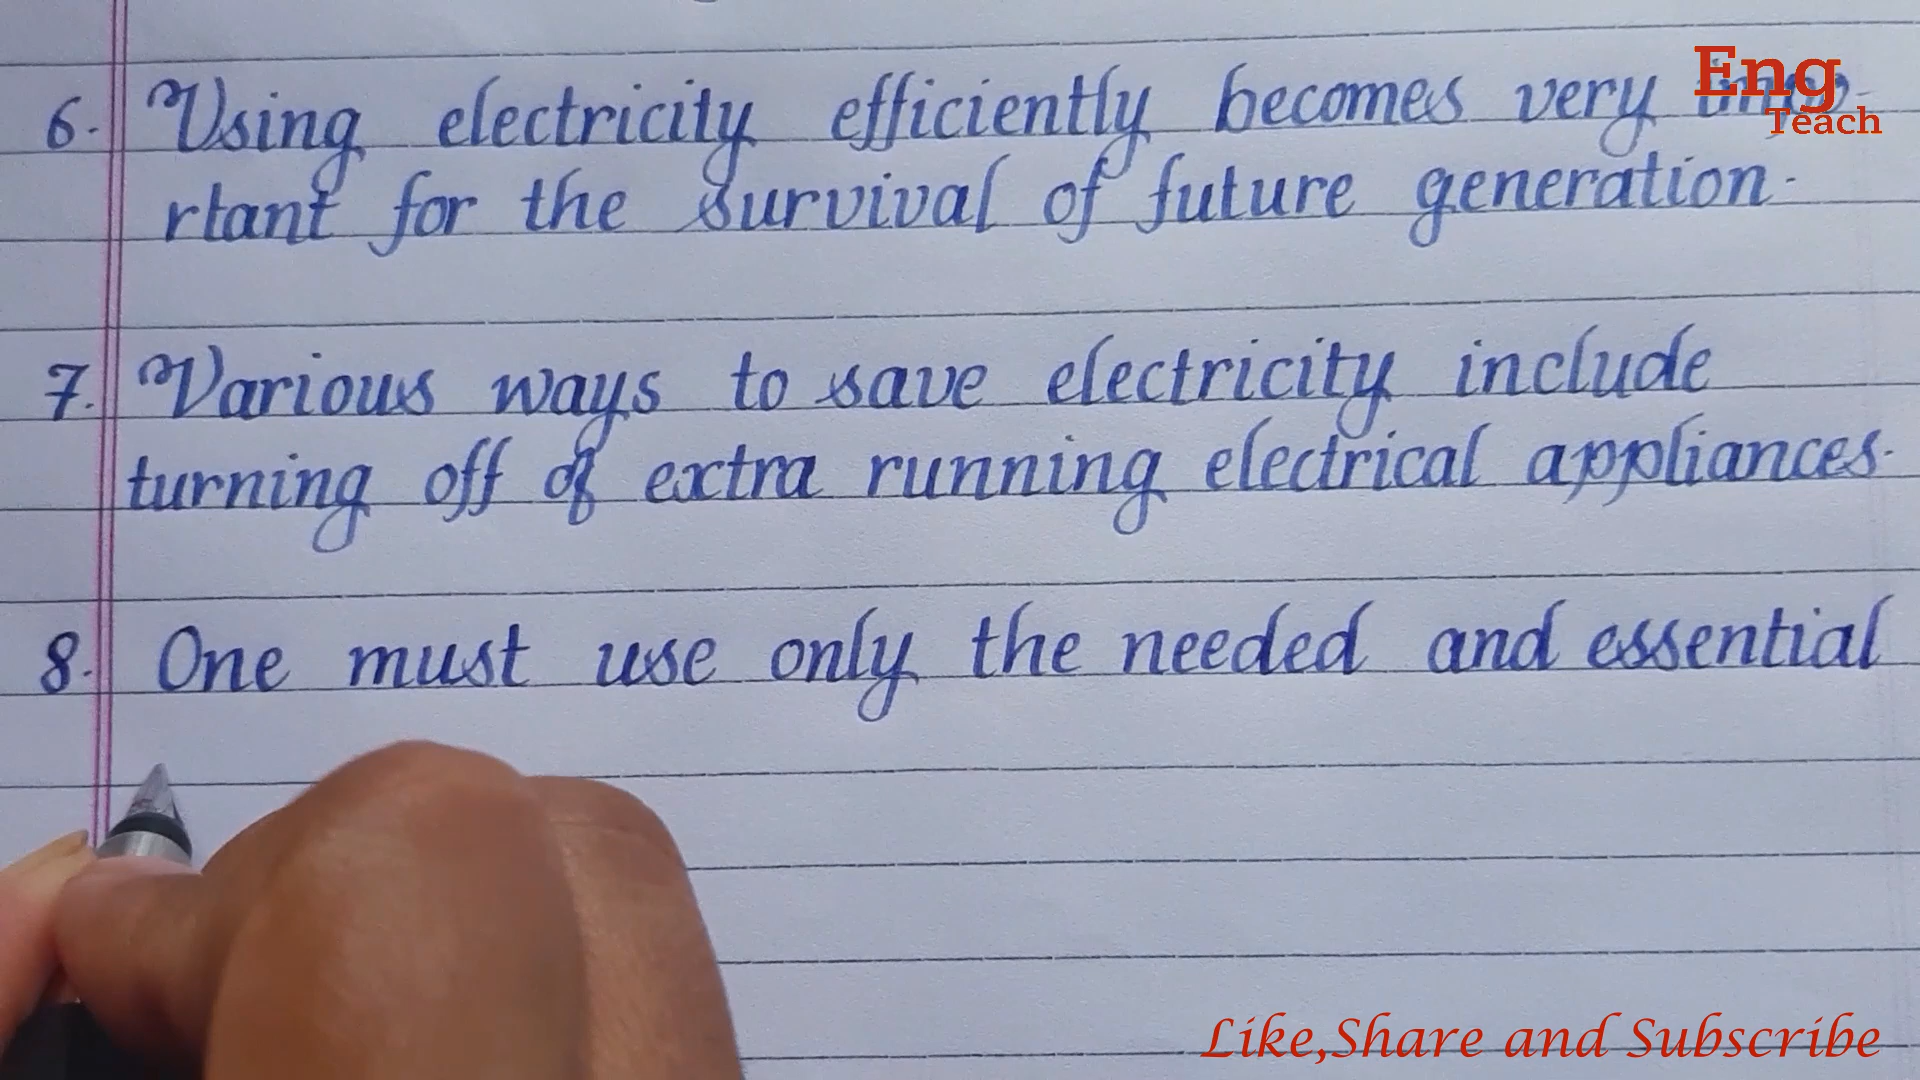 Eng
Teach
6. Using electricity efficiently becomes very impo-
rtant for the survival of future generation.
7. Various ways to save electricity include
turning off of extra running electrical appliances.
8. One must use only the needed and essential
Like,Share and Subscribe